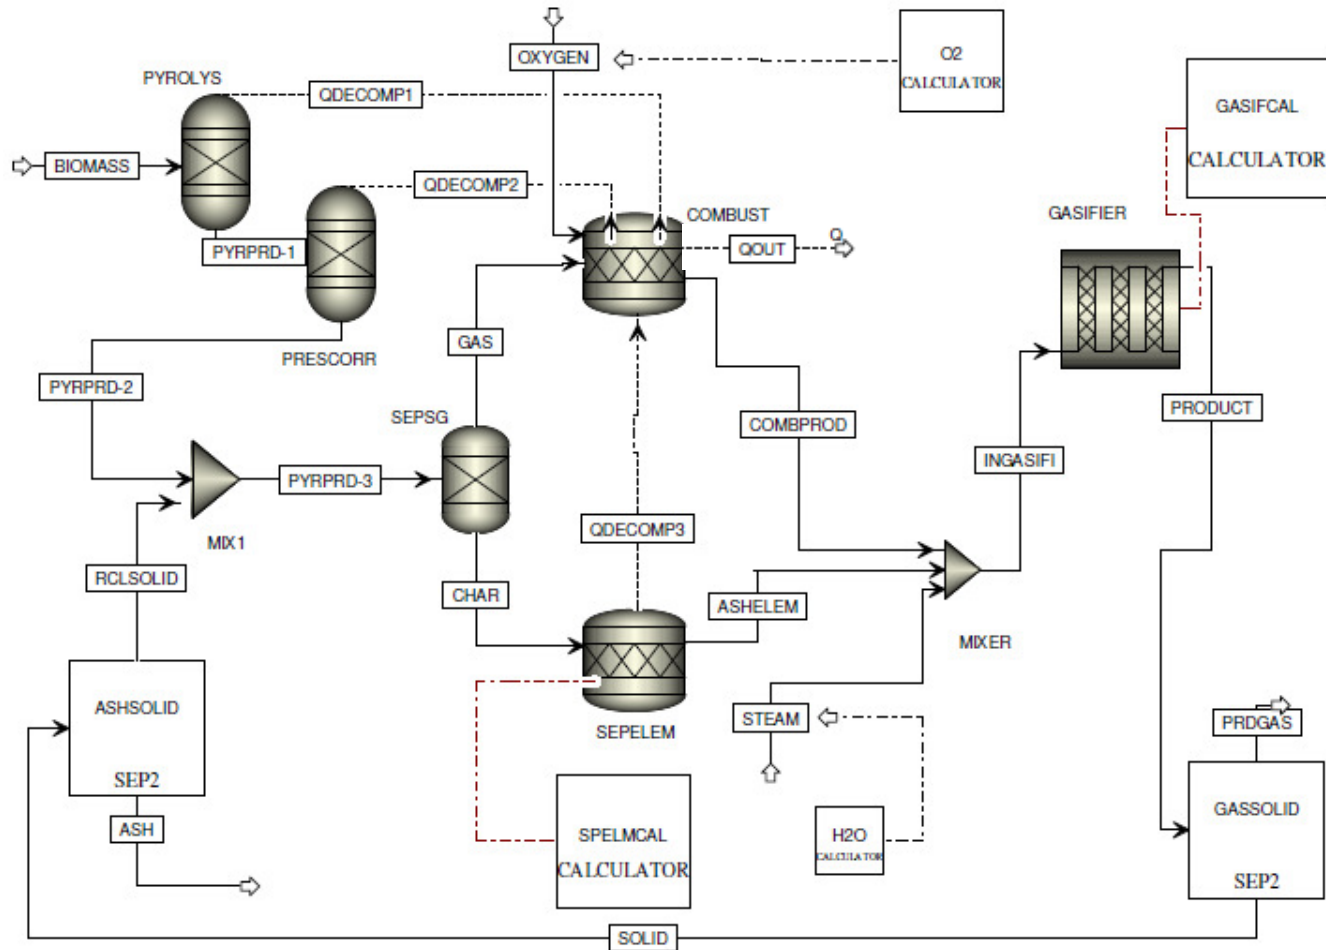 OXYGEN
O2
CALCULATOR
PYROLYS
QDECOMP1
GASIFCAL
CALCULATOR
BIOMASS
QDECOMP2
COMBUST
GASIFIER
PYRPRD-1
QOUT
Q
PRESCORR
GAS
PYRPRD-2
SEPSG
COMBPROD
PRODUCT
INGASIFI
PYRPRD-3
MIX1
QDECOMP3
RCLSOLID
CHAR
ASHELEM
MIXER
ASHSOLID
SEP2
SEPELEM
STEAM
PRDGAS
ASH
SPELMCAL
CALCULATOR
H2O
CALCULATOR
GASSOLID
SEP2
SOLID